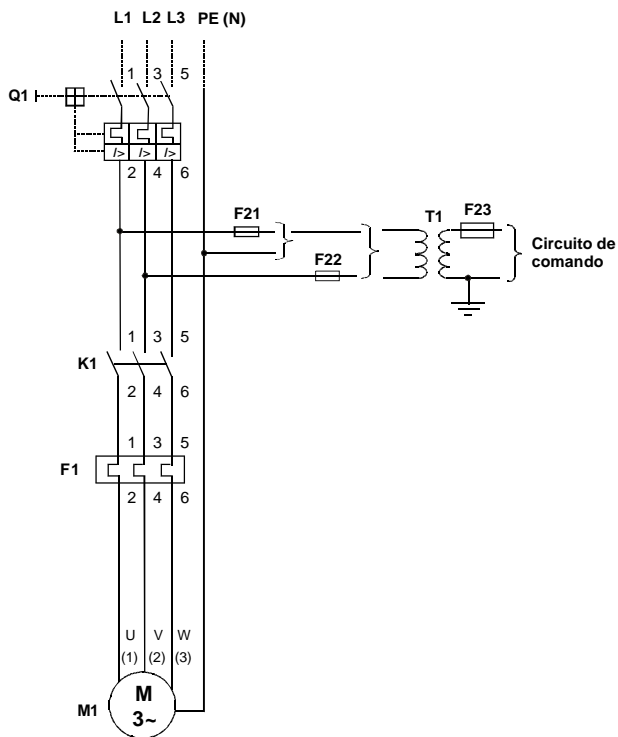 L1 L2 L3 PE (N)
1 3 5
Q1
I> I> I>
2 4 6
F21
T1
F23
Circuito de
comando
F22
1 3 5
K1
2 4 6
1 3 5
F1
2 4 6
U V W
(1) (2) (3)
M
3~
M1